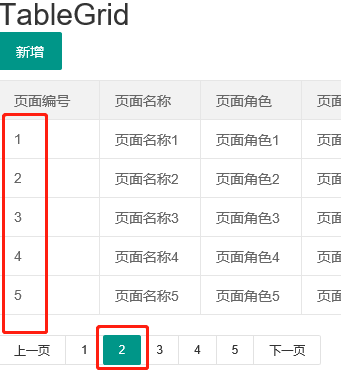 TableGrid
新增
页面编号 页面名称 页面角色 页面
1 页面名称1 页面角色1 页面
2 页面名称2 页面角色2 页面
3 页面名称3 页面角色3 页面
4 页面名称4 页面角色4 页面
5 页面名称5 页面角色5 页面
上一页 1 2 3 4 5 下一页